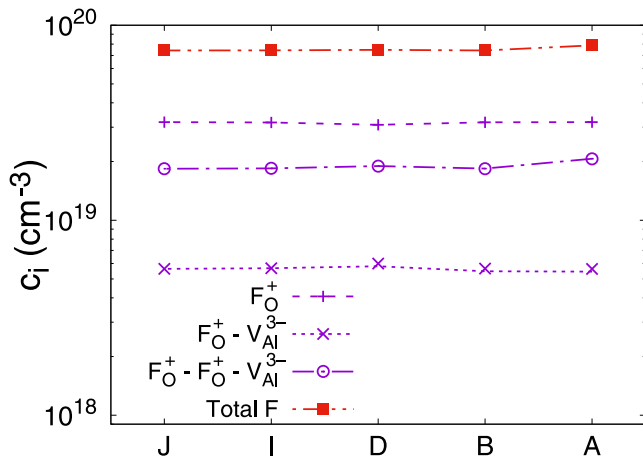 10^20
10^19
10^18
c_i (cm^-3)
F_O^+
F_O^+ - V_Al^3−
F_O^+ - F_O^+ - V_Al^3−
Total F
J I D B A